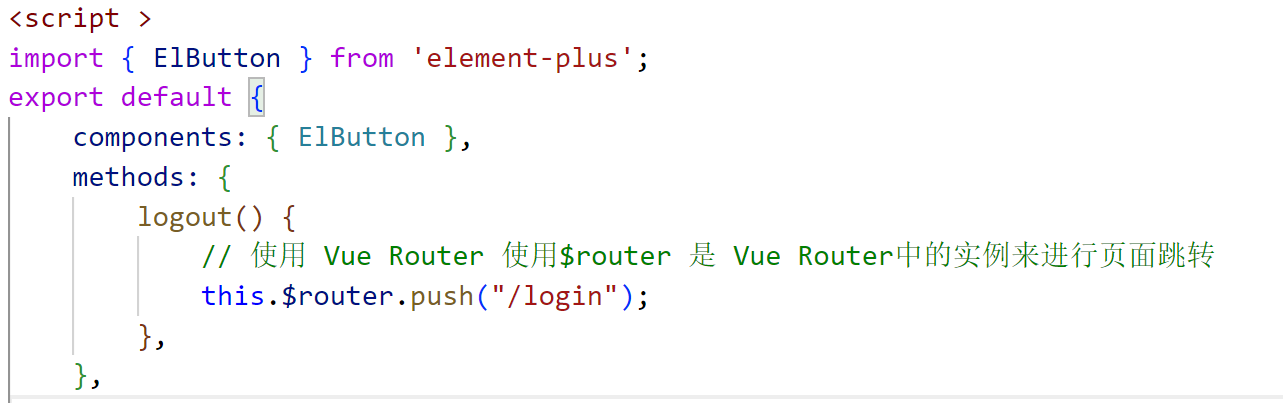 <script >
import { ElButton } from 'element-plus';
export default {
    components: { ElButton },
    methods: {
        logout() {
            // 使用 Vue Router 使用$router 是 Vue Router中的实例来进行页面跳转
            this.$router.push("/login");
        },
    },